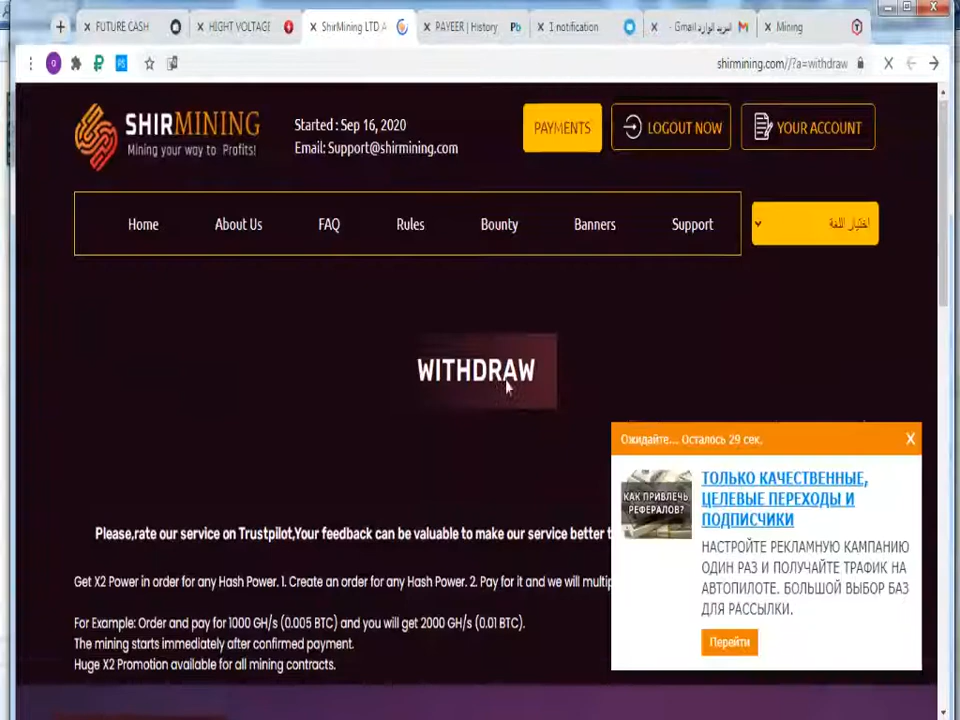 FUTURE CASH
HIGHT VOLTAGE
ShirMining LTD
PAYEER | History
1 notification
Gmail
Mining
shirmining.com//?a=withdraw
SHIRMINING
Mining your way to Profits!
Started : Sep 16, 2020
Email: Support@shirmining.com
PAYMENTS
LOGOUT NOW
YOUR ACCOUNT
Home
About Us
FAQ
Rules
Bounty
Banners
Support
اختيار اللغة
WITHDRAW
Ожидайте... Осталось 29 сек.
X
КАК ПРИВЛЕЧЬ
РЕФЕРАЛОВ?
ТОЛЬКО КАЧЕСТВЕННЫЕ,
ЦЕЛЕВЫЕ ПЕРЕХОДЫ И
ПОДПИСЧИКИ
НАСТРОЙТЕ РЕКЛАМНУЮ КАМПАНИЮ
ОДИН РАЗ И ПОЛУЧАЙТЕ ТРАФИК НА
АВТОПИЛОТЕ. БОЛЬШОЙ ВЫБОР БАЗ
ДЛЯ РАССЫЛКИ.
Перейти
Please,rate our service on Trustpilot,Your feedback can be valuable to make our service better
Get X2 Power in order for any Hash Power. 1. Create an order for any Hash Power. 2. Pay for it and we will
For Example: Order and pay for 1000 GH/s (0.005 BTC) and you will get 2000 GH/s (0.01 BTC).
The mining starts immediately after confirmed payment.
Huge X2 Promotion available for all mining contracts.